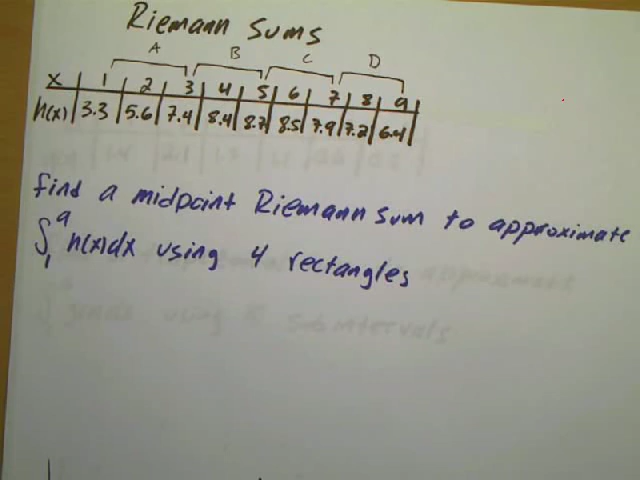 Riemann Sums
A B C D
x 1 2 3 4 5 6 7 8 9
h(x) 3.3 5.6 7.4 8.4 8.7 8.5 7.9 7.2 6.4
find a midpoint Riemann sum to approximate
∫₁⁹ h(x)dx using 4 rectangles